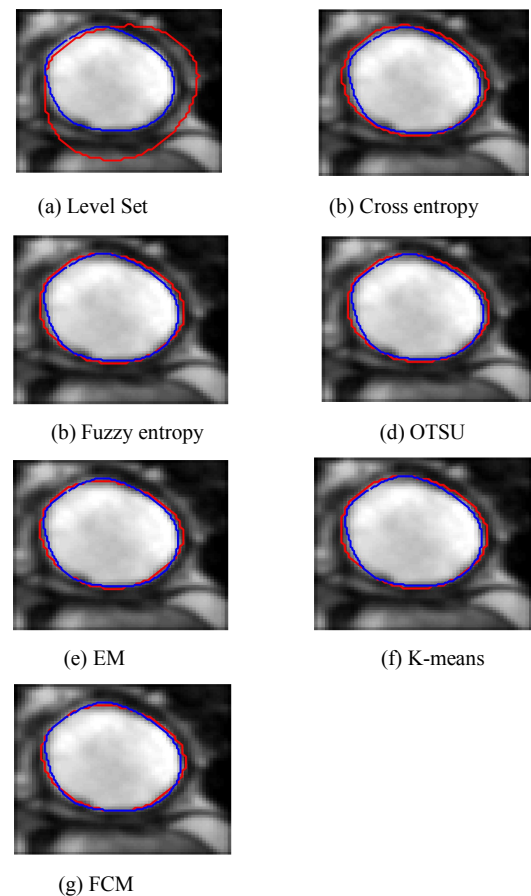 (a) Level Set
(b) Cross entropy
(b) Fuzzy entropy
(d) OTSU
(e) EM
(f) K-means
(g) FCM